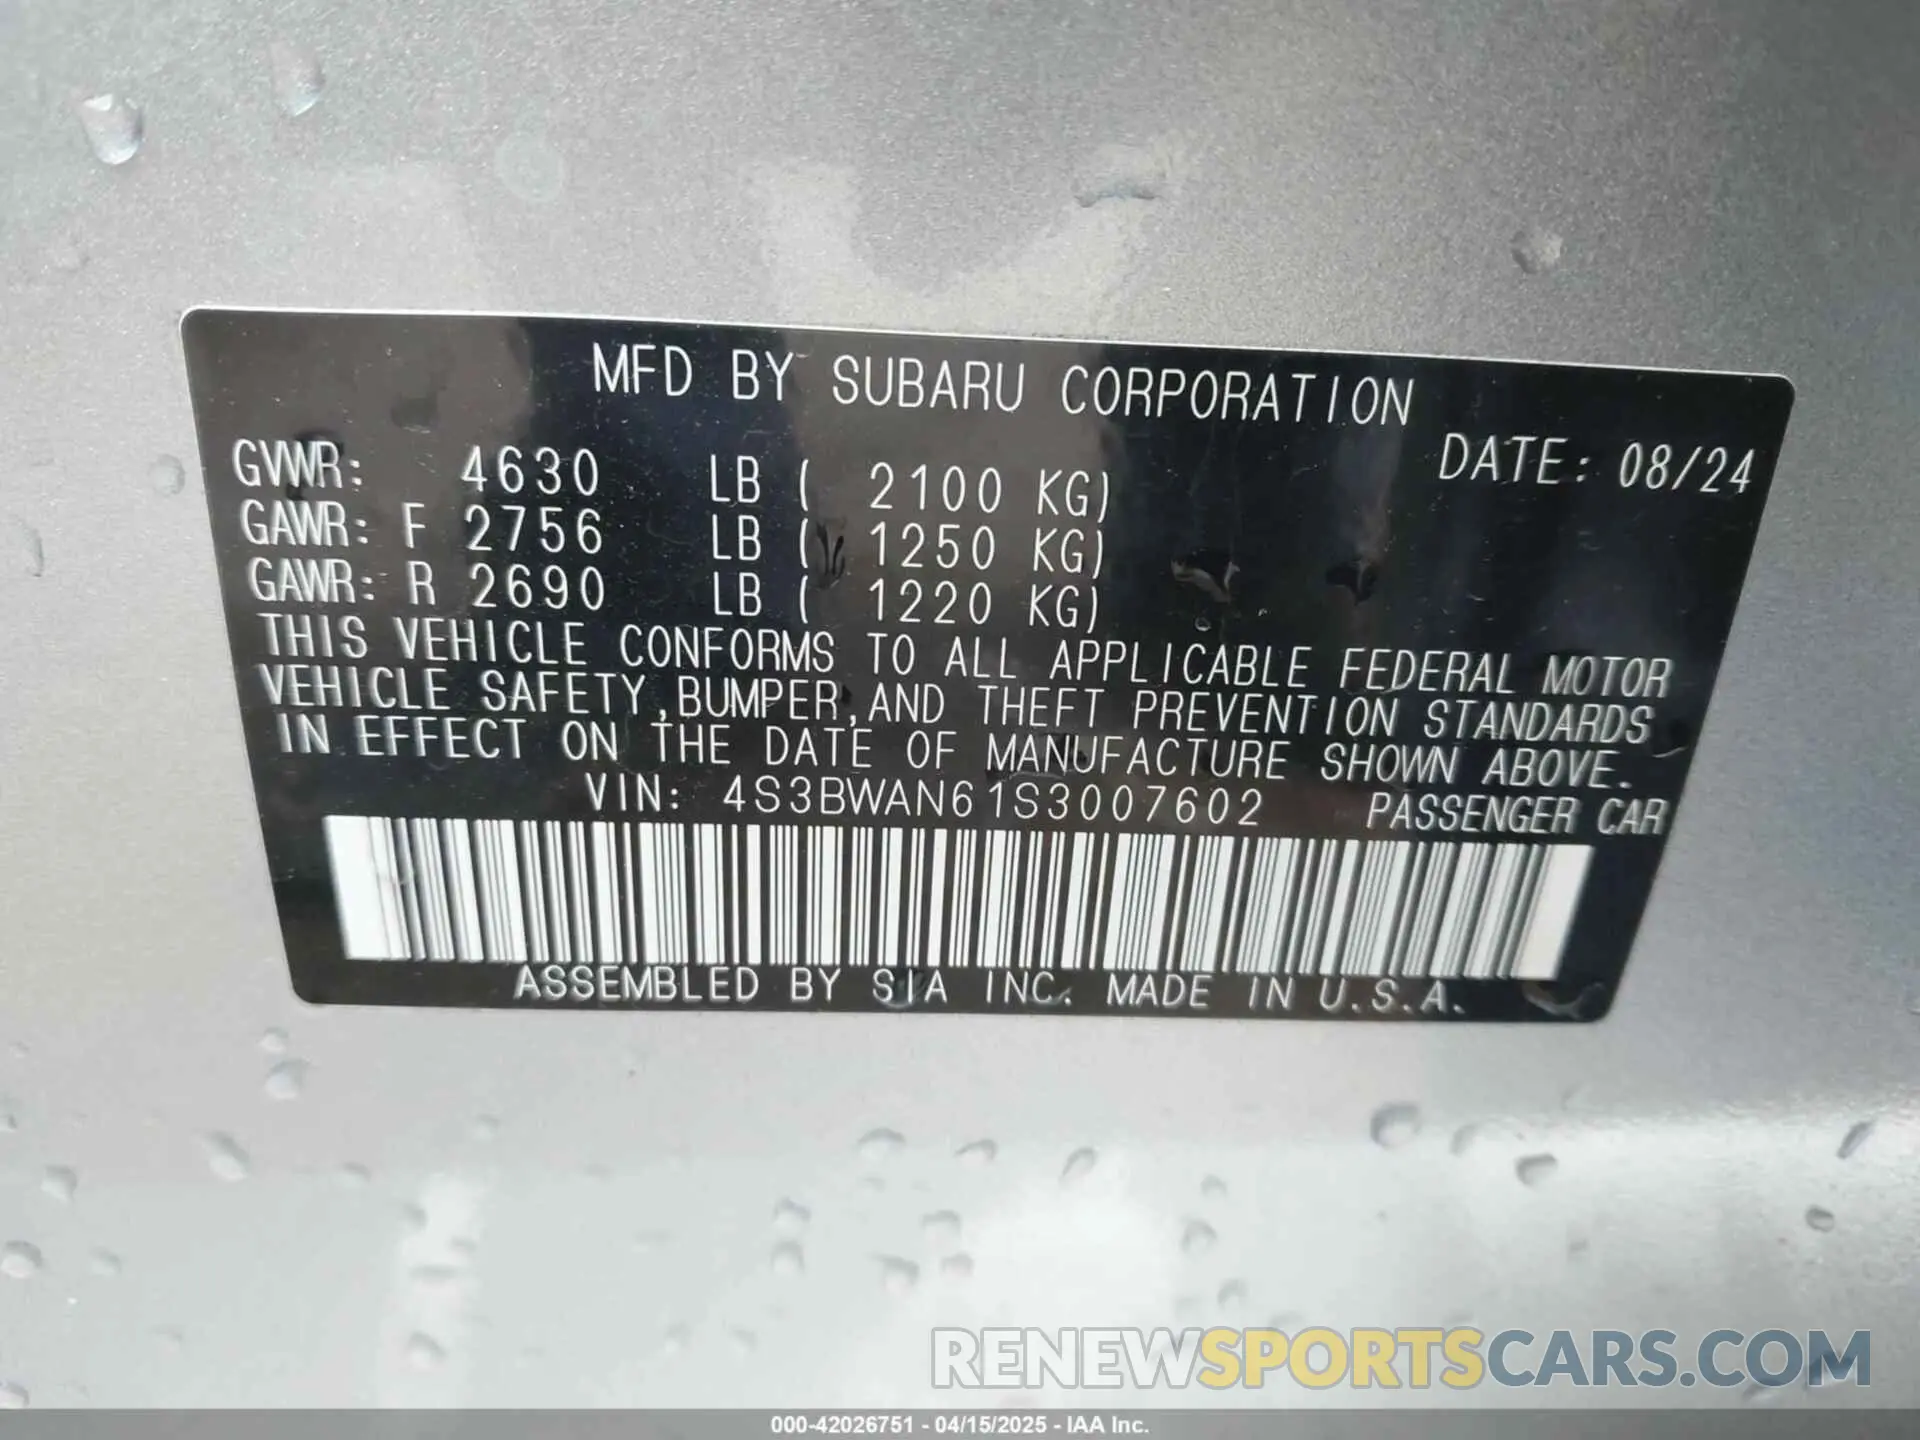 MFD BY SUBARU CORPORATION
DATE: 08/24
GVWR: 4630 LB ( 2100 KG)
GAWR: F 2756 LB ( 1250 KG)
GAWR: R 2690 LB ( 1220 KG)
THIS VEHICLE CONFORMS TO ALL APPLICABLE FEDERAL MOTOR
VEHICLE SAFETY,BUMPER,AND THEFT PREVENTION STANDARDS
IN EFFECT ON THE DATE OF MANUFACTURE SHOWN ABOVE.
VIN: 4S3BWAN61S3007602 PASSENGER CAR
ASSEMBLED BY SIA INC. MADE IN U.S.A.
RENEWSPORTSCARS.COM
000-42026751 - 04/15/2025 - IAA Inc.